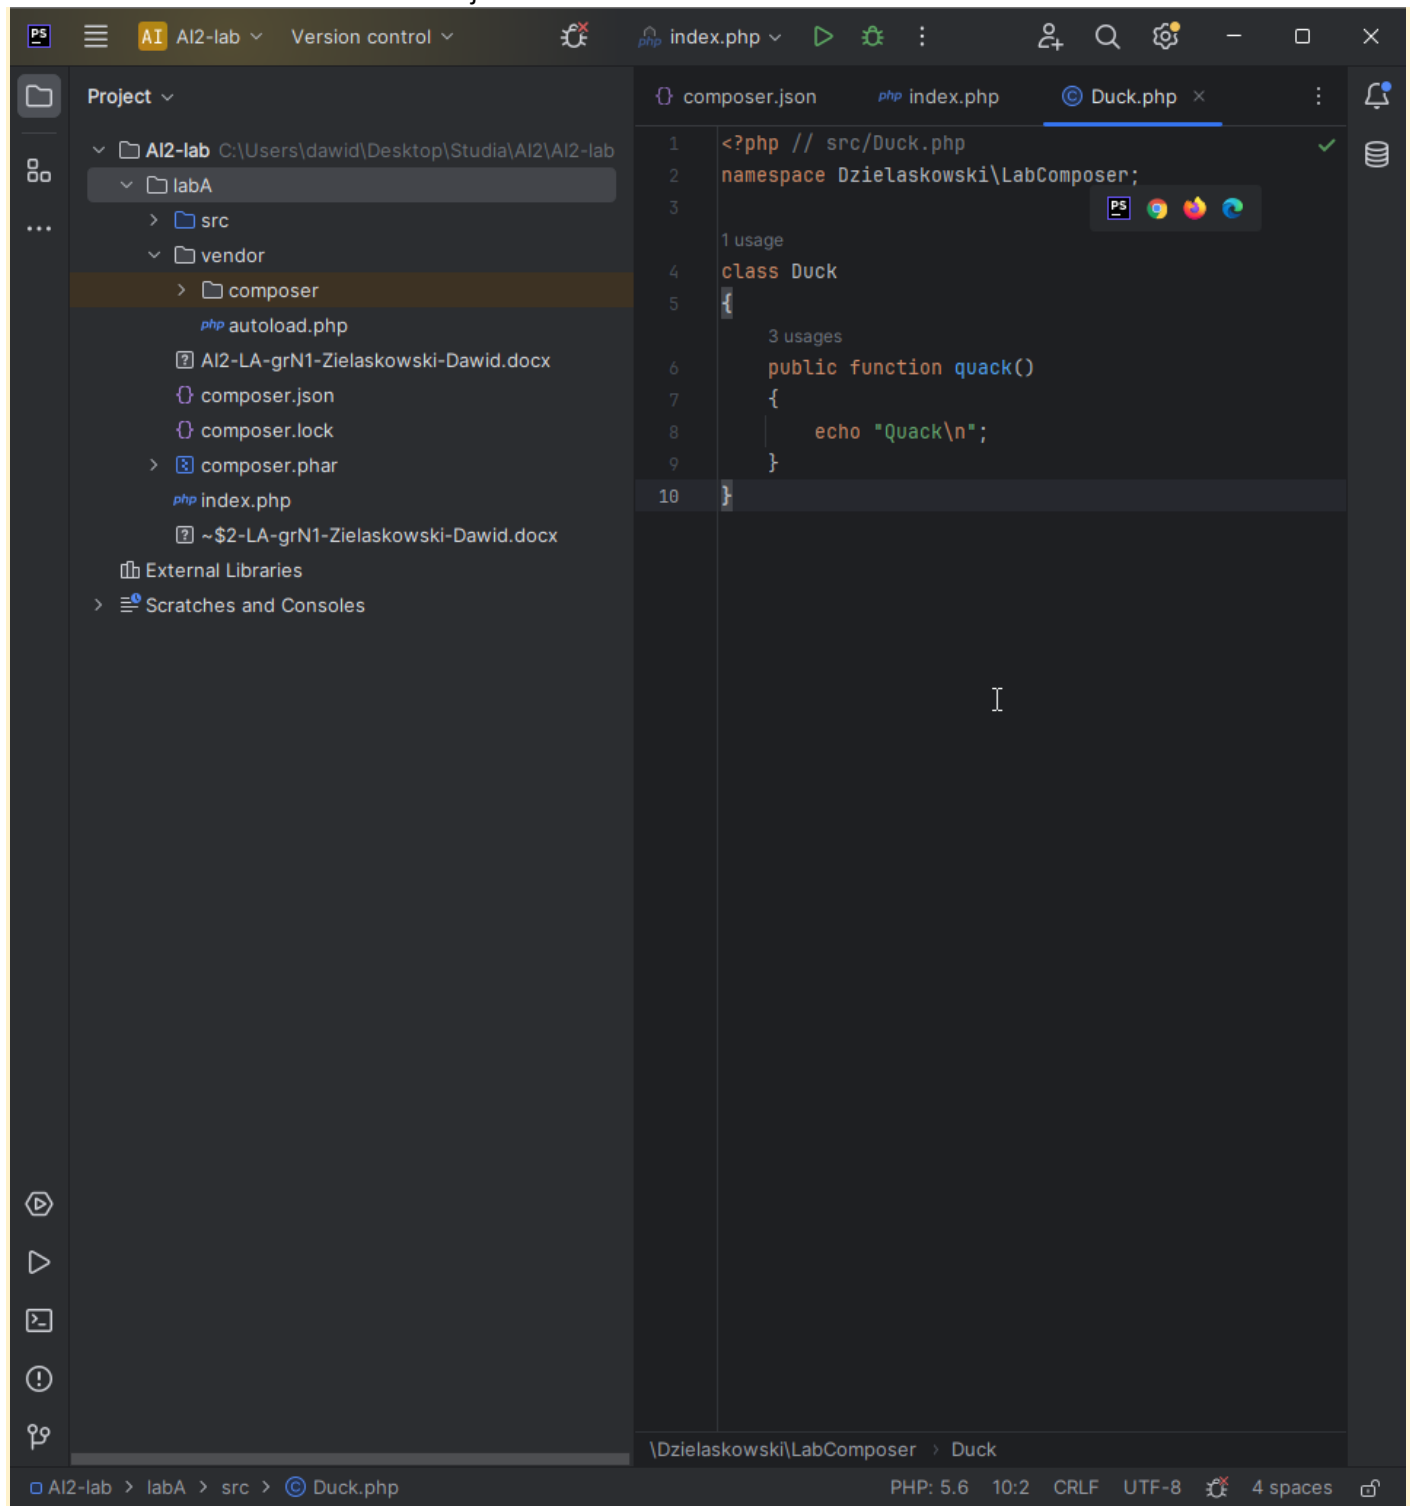 PS AI AI2-lab Version control index.php
Project
composer.json index.php Duck.php
AI2-lab C:\Users\dawid\Desktop\Studia\AI2\AI2-lab
labA
src
vendor
composer
php autoload.php
AI2-LA-grN1-Zielaskowski-Dawid.docx
composer.json
composer.lock
composer.phar
php index.php
~$2-LA-grN1-Zielaskowski-Dawid.docx
External Libraries
Scratches and Consoles
1 <?php // src/Duck.php
2 namespace Dzielaskowski\LabComposer;
3
1 usage
4 class Duck
5 {
3 usages
6 public function quack()
7 {
8 echo "Quack\n";
9 }
10 }
\Dzielaskowski\LabComposer > Duck
AI2-lab > labA > src > Duck.php PHP: 5.6 10:2 CRLF UTF-8 4 spaces